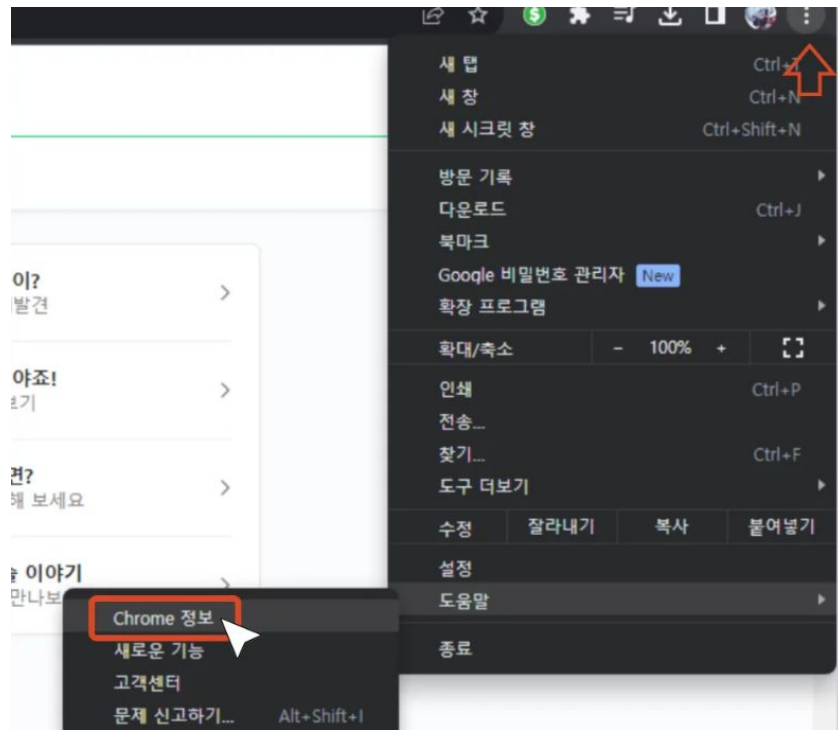 새 탭 Ctrl+T
새 창 Ctrl+N
새 시크릿 창 Ctrl+Shift+N
방문 기록
다운로드 Ctrl+J
북마크
Google 비밀번호 관리자 New
확장 프로그램
확대/축소 - 100% +
인쇄 Ctrl+P
전송...
찾기... Ctrl+F
도구 더보기
수정 잘라내기 복사 붙여넣기
설정
도움말
종료
이?
발견
야죠!
보기
면?
해 보세요
이야기
만나보
Chrome 정보
새로운 기능
고객센터
문제 신고하기... Alt+Shift+I